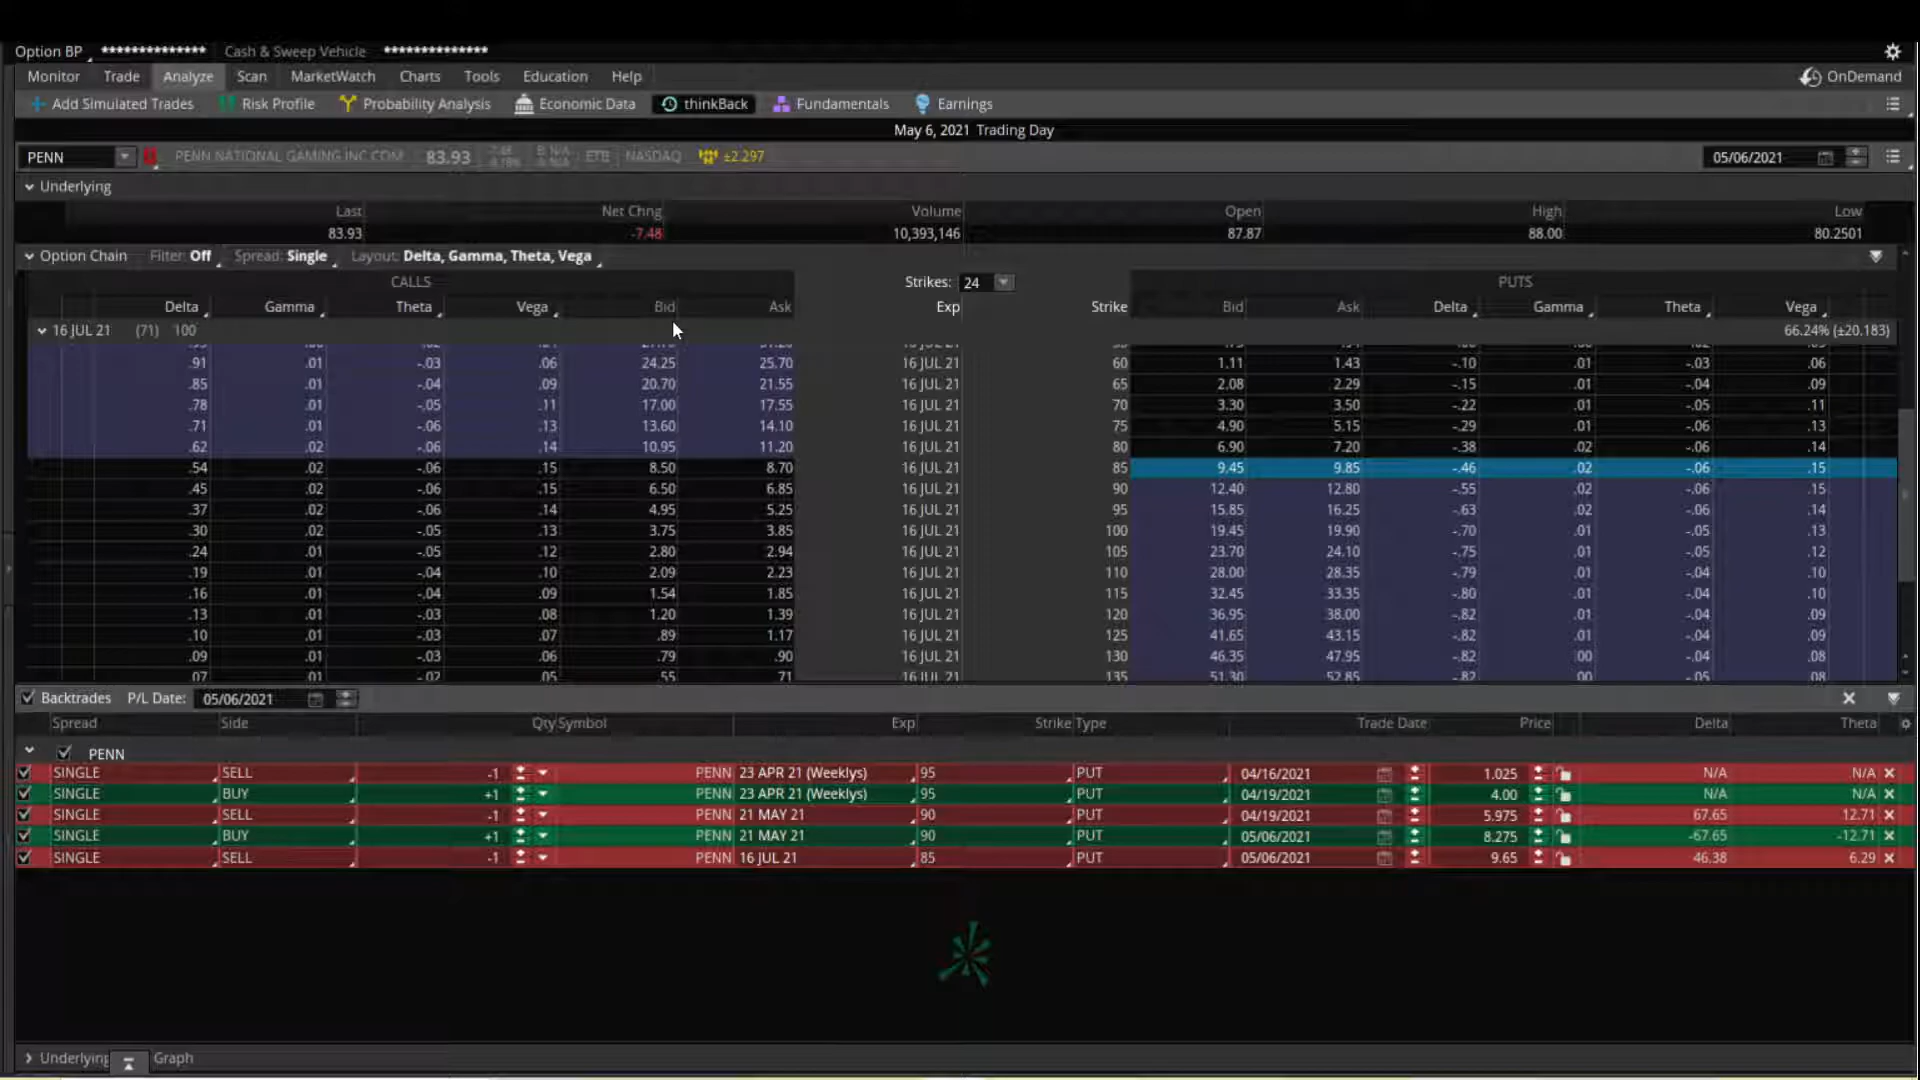 Option BP ************** Cash & Sweep Vehicle **************
Monitor Trade Analyze Scan MarketWatch Charts Tools Education Help OnDemand
Add Simulated Trades Risk Profile Probability Analysis Economic Data thinkBack Fundamentals Earnings
May 6, 2021 Trading Day
PENN PENN NATIONAL GAMING INC COM 83.93 ETB NASDAQ ±2.297 05/06/2021
Underlying
Last Net Chng Volume Open High Low
83.93 -7.48 10,393,146 87.87 88.00 80.2501
Option Chain Filter: Off Spread: Single Layout: Delta, Gamma, Theta, Vega
CALLS Strikes: 24 PUTS
Delta Gamma Theta Vega Bid Ask Exp Strike Bid Ask Delta Gamma Theta Vega
16 JUL 21 (71) 100 66.24% (±20.183)
.91 .01 -.03 .06 24.25 25.70 16 JUL 21 60 1.11 1.43 -.10 .01 -.03 .06
.85 .01 -.04 .09 20.70 21.55 16 JUL 21 65 2.08 2.29 -.15 .01 -.04 .09
.78 .01 -.05 .11 17.00 17.55 16 JUL 21 70 3.30 3.50 -.22 .01 -.05 .11
.71 .01 -.06 .13 13.60 14.10 16 JUL 21 75 4.90 5.15 -.29 .01 -.06 .13
.62 .02 -.06 .14 10.95 11.20 16 JUL 21 80 6.90 7.20 -.38 .02 -.06 .14
.54 .02 -.06 .15 8.50 8.70 16 JUL 21 85 9.45 9.85 -.46 .02 -.06 .15
.45 .02 -.06 .15 6.50 6.85 16 JUL 21 90 12.40 12.80 -.55 .02 -.06 .15
.37 .02 -.06 .14 4.95 5.25 16 JUL 21 95 15.85 16.25 -.63 .02 -.06 .14
.30 .02 -.05 .13 3.75 3.85 16 JUL 21 100 19.45 19.90 -.70 .01 -.05 .13
.24 .01 -.05 .12 2.80 2.94 16 JUL 21 105 23.70 24.10 -.75 .01 -.05 .12
.19 .01 -.04 .10 2.09 2.23 16 JUL 21 110 28.00 28.35 -.79 .01 -.04 .10
.16 .01 -.04 .09 1.54 1.85 16 JUL 21 115 32.45 33.35 -.80 .01 -.04 .10
.13 .01 -.03 .08 1.20 1.39 16 JUL 21 120 36.95 38.00 -.82 .01 -.04 .09
.10 .01 -.03 .07 .89 1.17 16 JUL 21 125 41.65 43.15 -.82 .01 -.04 .09
.09 .01 -.03 .06 .79 .90 16 JUL 21 130 46.35 47.95 -.82 .00 -.04 .08
.07 .01 -.02 .05 .55 .71 16 JUL 21 135 51.30 52.85 -.82 .00 -.05 .08
Backtrades P/L Date: 05/06/2021
Spread Side Qty Symbol Exp Strike Type Trade Date Price Delta Theta
PENN
SINGLE SELL -1 PENN 23 APR 21 (Weeklys) 95 PUT 04/16/2021 1.025 N/A N/A
SINGLE BUY +1 PENN 23 APR 21 (Weeklys) 95 PUT 04/19/2021 4.00 N/A N/A
SINGLE SELL -1 PENN 21 MAY 21 90 PUT 04/19/2021 5.975 67.65 12.71
SINGLE BUY +1 PENN 21 MAY 21 90 PUT 05/06/2021 8.275 -67.65 -12.71
SINGLE SELL -1 PENN 16 JUL 21 85 PUT 05/06/2021 9.65 46.38 6.29
Underlying Graph